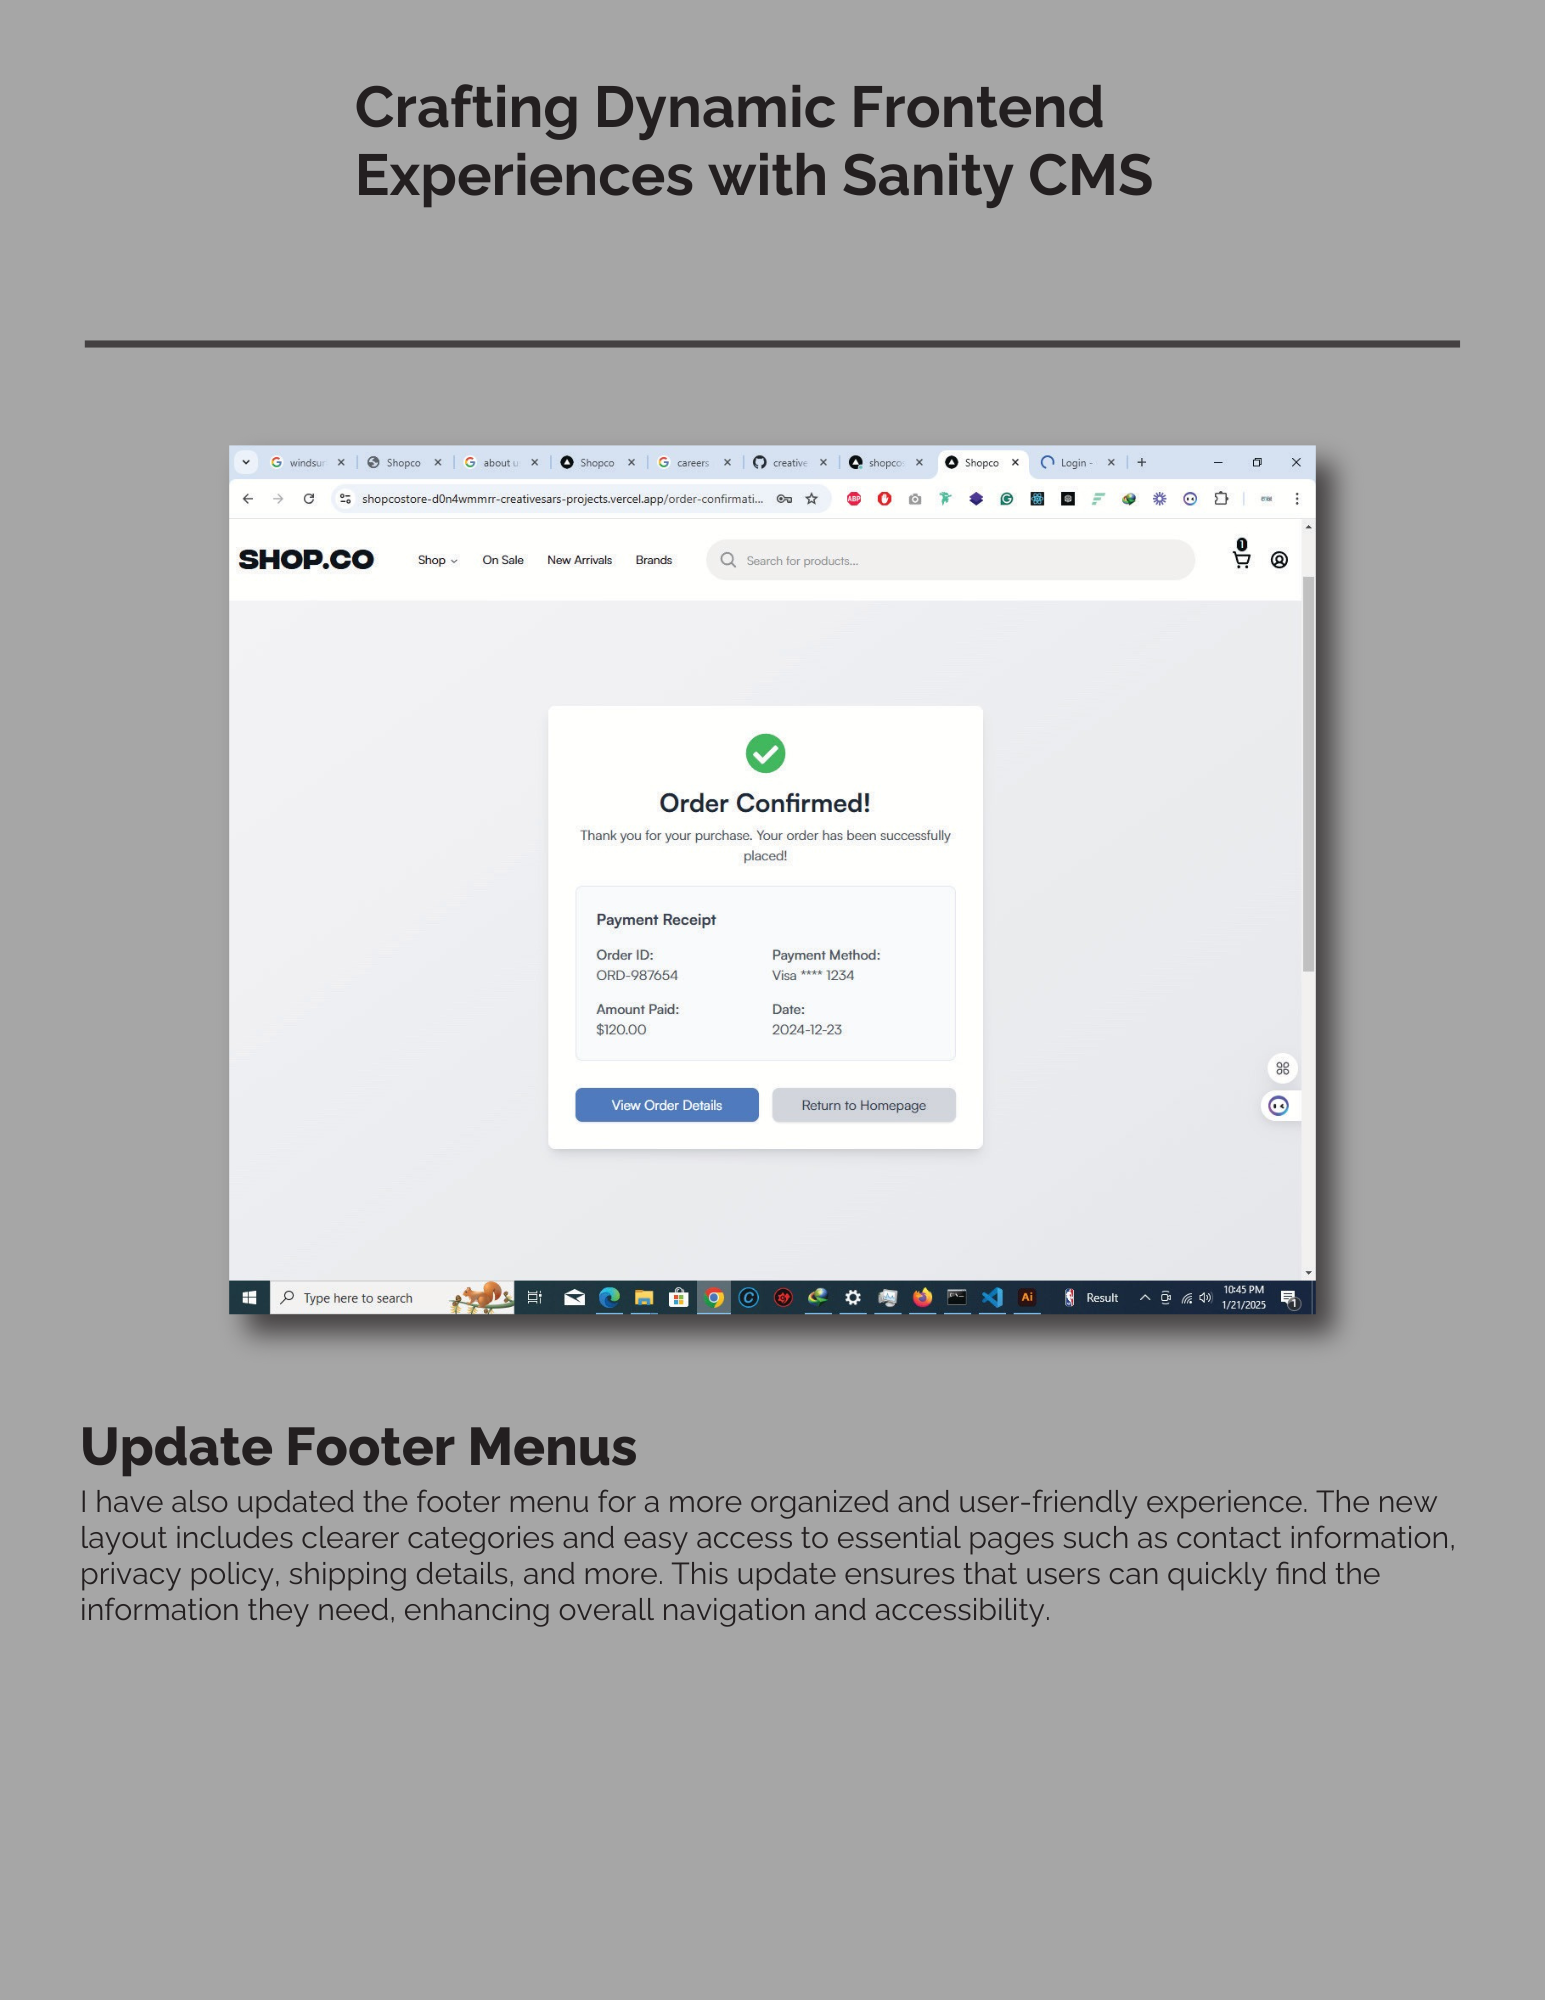 Crafting Dynamic Frontend
Experiences with Sanity CMS
windsur
Shopco
about u
Shopco
careers
creative
shopco
Shopco
Login -
shopcostore-d0n4wmmrr-creativesars-projects.vercel.app/order-confirmati...
ABP
SHOP.CO
Shop
On Sale
New Arrivals
Brands
Search for products...
1
Order Confirmed!
Thank you for your purchase. Your order has been successfully
placed!
Payment Receipt
Order ID:
Payment Method:
ORD-987654
Visa **** 1234
Amount Paid:
Date:
$120.00
2024-12-23
View Order Details
Return to Homepage
Type here to search
Ai
Result
10:45 PM
1/21/2025
1
Update Footer Menus
I have also updated the footer menu for a more organized and user-friendly experience. The new
layout includes clearer categories and easy access to essential pages such as contact information,
privacy policy, shipping details, and more. This update ensures that users can quickly find the
information they need, enhancing overall navigation and accessibility.